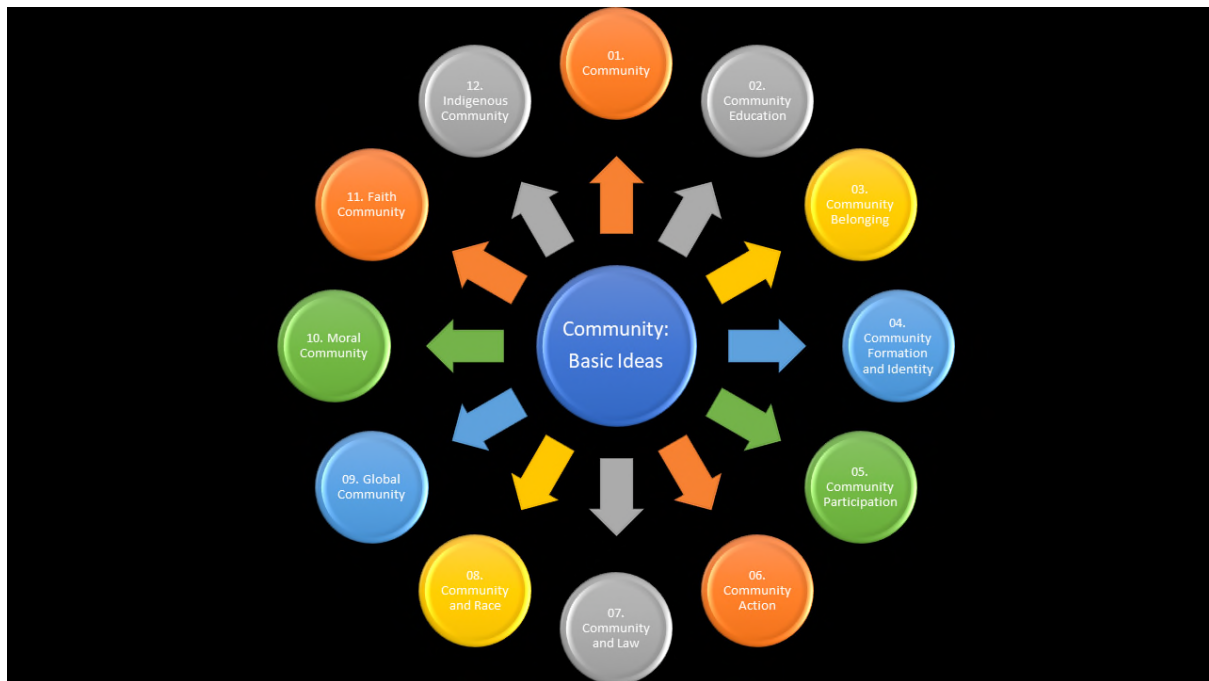 Community:
Basic Ideas
01.
Community
02.
Community
Education
03.
Community
Belonging
04.
Community
Formation
and Identity
05.
Community
Participation
06.
Community
Action
07.
Community
and Law
08.
Community
and Race
09. Global
Community
10. Moral
Community
11. Faith
Community
12.
Indigenous
Community